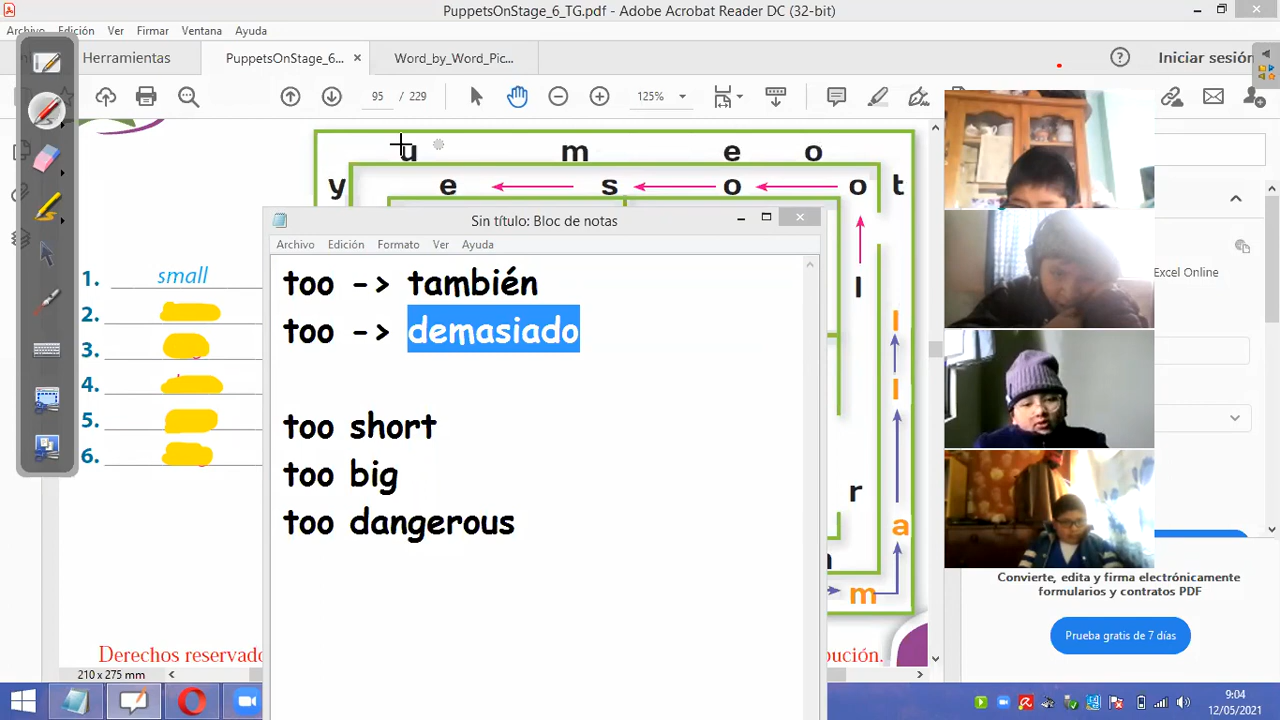 PuppetsOnStage_6_TG.pdf - Adobe Acrobat Reader DC (32-bit)
Archivo Edición Ver Firmar Ventana Ayuda
Herramientas PuppetsOnStage_6... × Word_by_Word_Pic...
Iniciar sesión
95 / 229 125%
u m e o
y e s o o t
Sin título: Bloc de notas
Archivo Edición Formato Ver Ayuda
too -> también
too -> demasiado
too short
too big
too dangerous
1. small
2.
3.
4.
5.
6.
l
l
l
a
r
m
Excel Online
Convierte, edita y firma electrónicamente
formularios y contratos PDF
Prueba gratis de 7 días
Derechos reservado
bución.
210 x 275 mm
9:04
12/05/2021